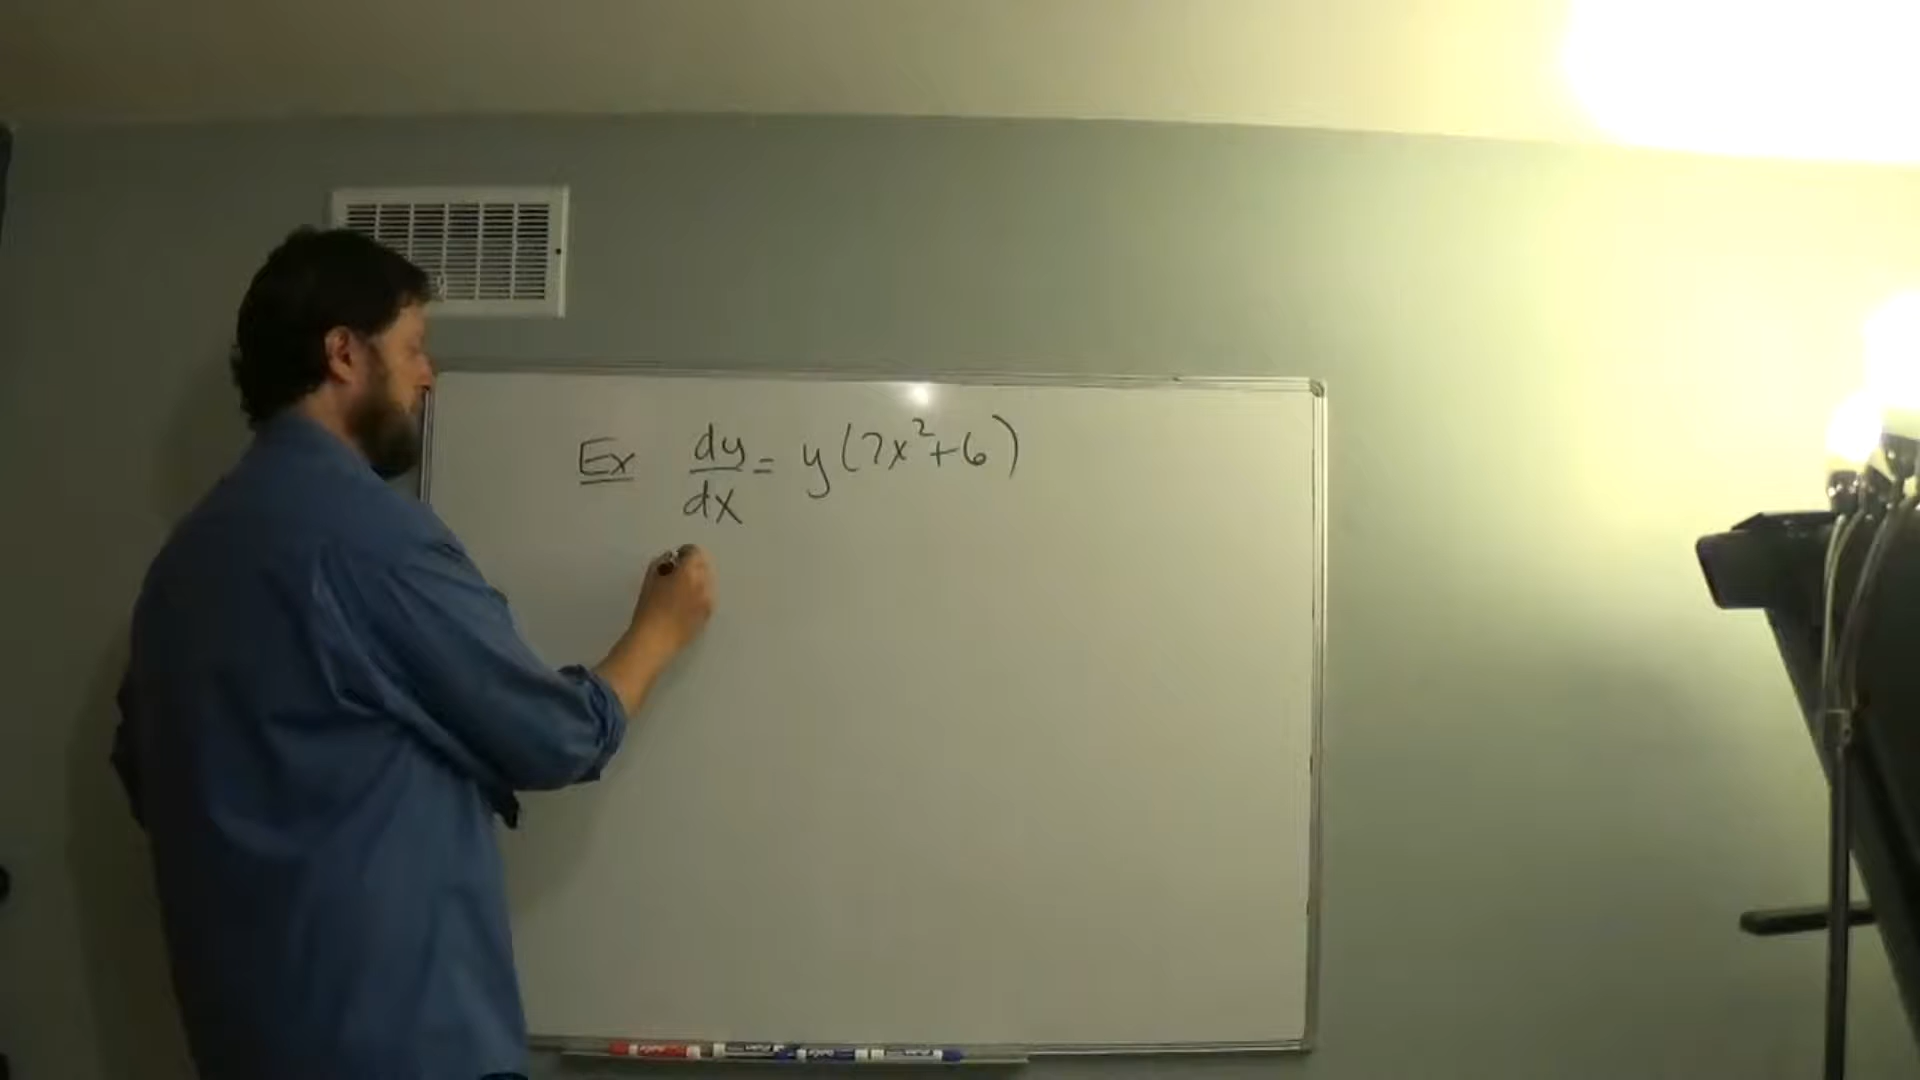 Ex dy/dx = y(7x²+6)